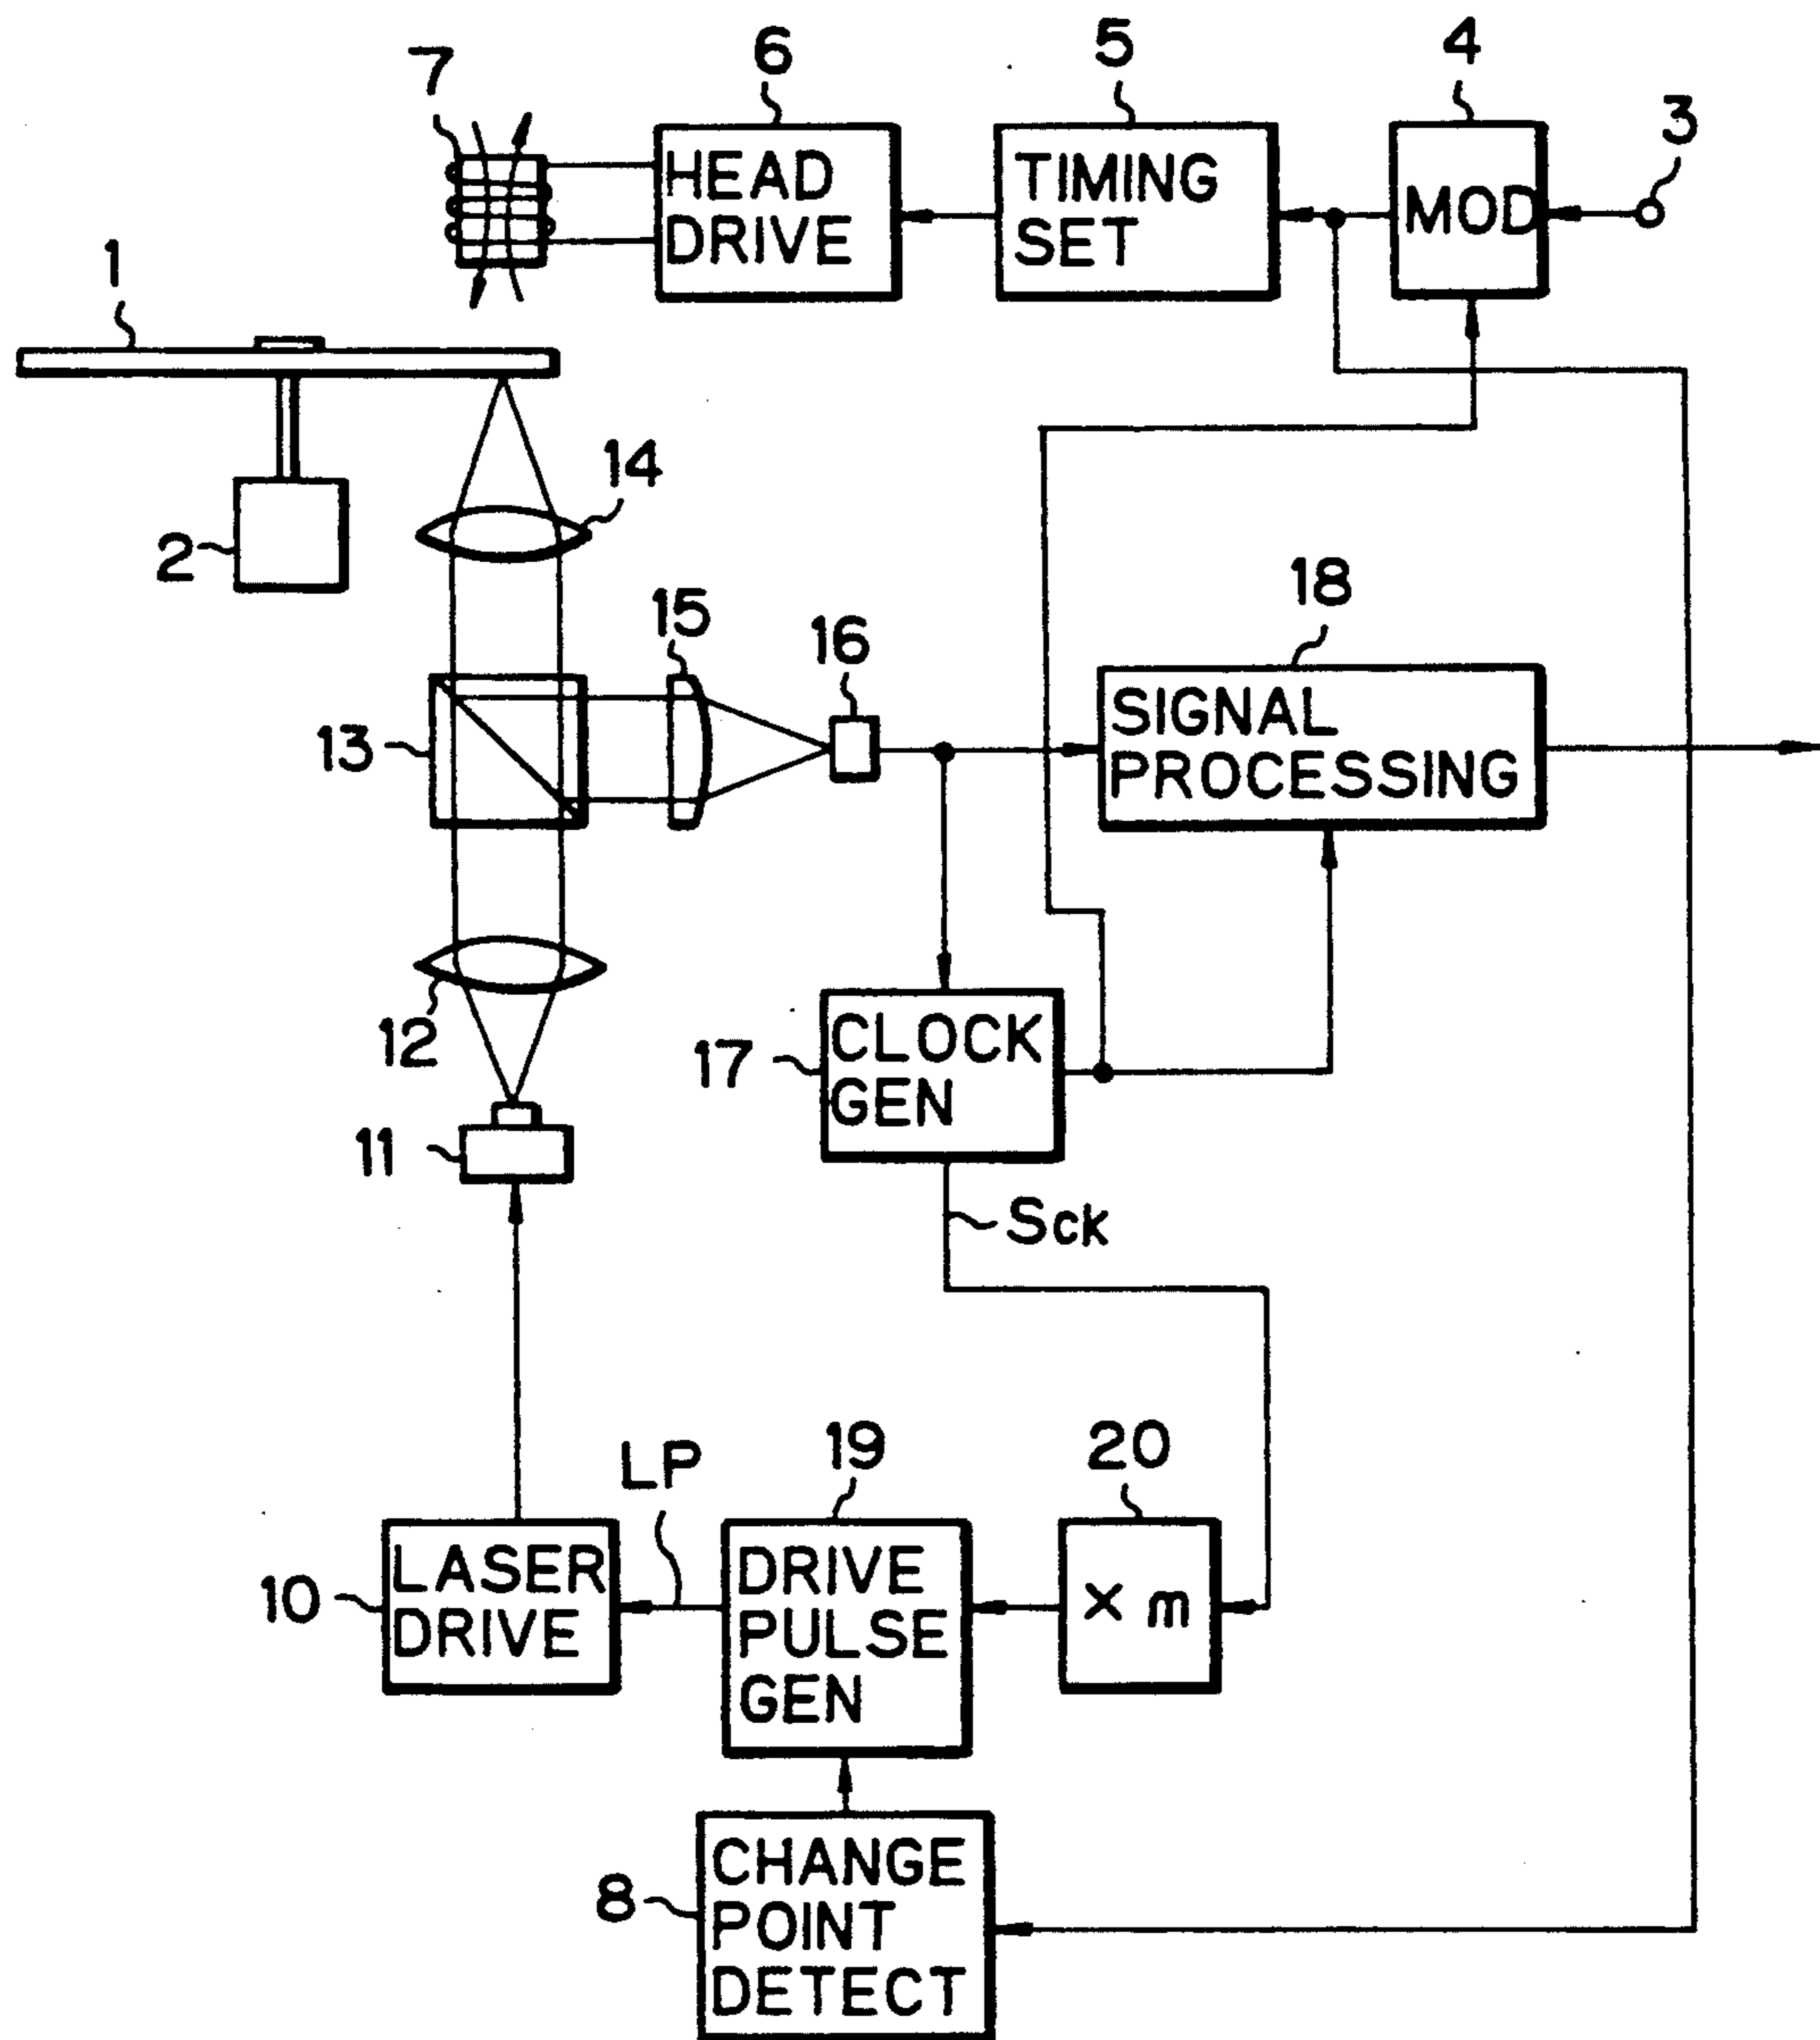 7
6
5
4
3
HEAD
DRIVE
TIMING
SET
MOD
1
14
2
15
16
18
13
SIGNAL
PROCESSING
12
17
CLOCK
GEN
11
Sck
LP
19
20
10
LASER
DRIVE
DRIVE
PULSE
GEN
× m
8
CHANGE
POINT
DETECT